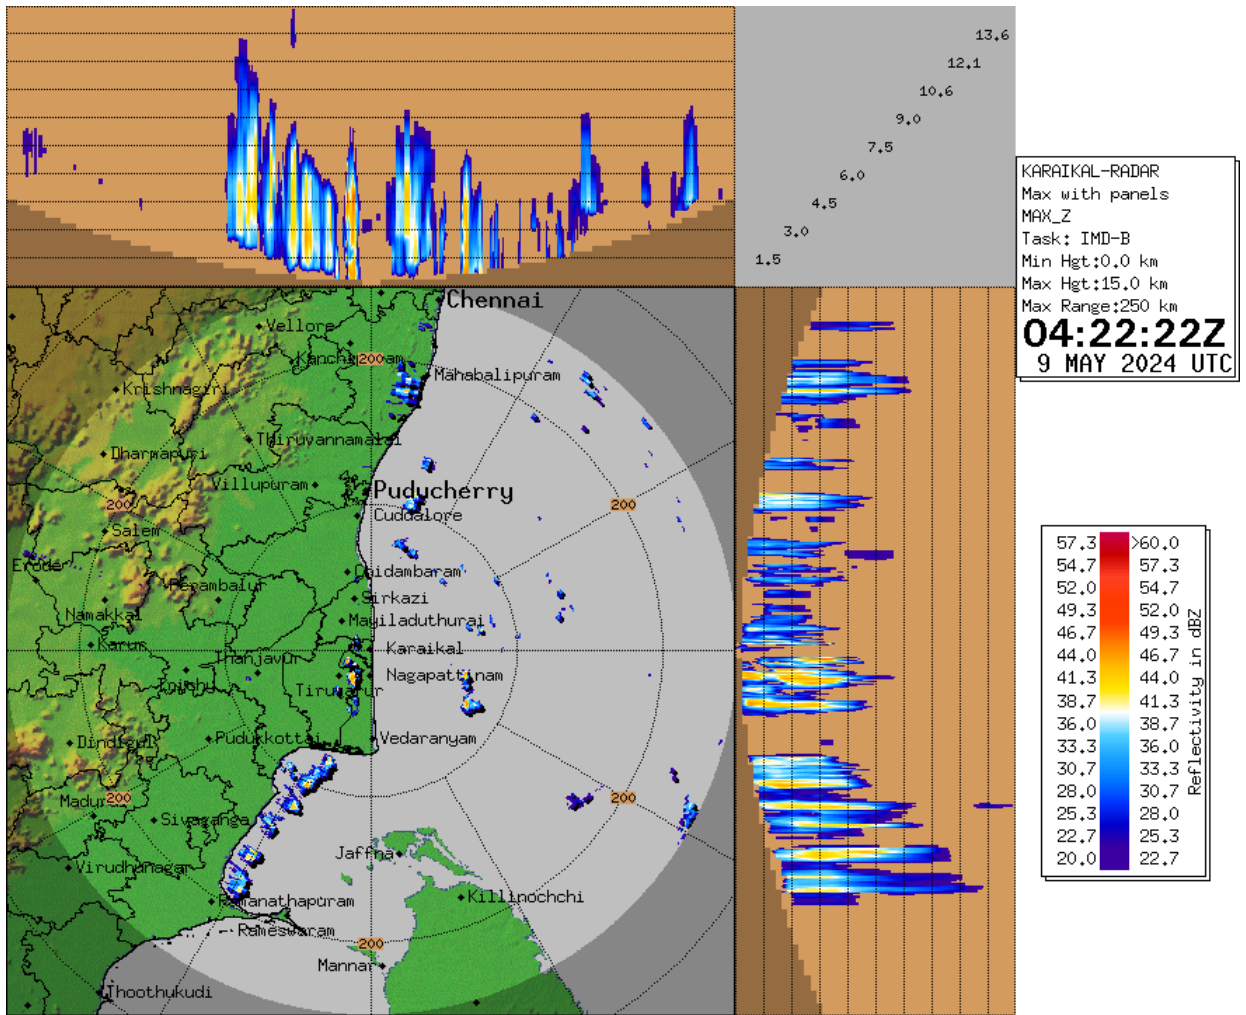 13.6
12.1
10.6
9.0
7.5
6.0
4.5
3.0
1.5
KARAIKAL-RADAR
Max with panels
MAX_Z
Task: IMD-B
Min Hgt:0.0 km
Max Hgt:15.0 km
Max Range:250 km
04:22:22Z
9 MAY 2024 UTC
Chennai
Vellore
200
Mahabalipuram
Krishnagiri
Thiruvannamalai
Dharmapuri
Villupuram
Puducherry
200
200
Cuddalore
Salem
Erode
Chidambaram
Perambalur
Sirkazi
Namakkal
Mayiladuthurai
Karur
Karaikal
Thanjavur
Nagapattinam
Tiruvarur
Pudukkottai
Vedaranyam
Dindigul
200
200
Sivaganga
Jaffna
Virudhunagar
Killinochchi
Ramanathapuram
Rameswaram
200
Mannar
Thoothukudi
57.3 >60.0
54.7 57.3
52.0 54.7
49.3 52.0
46.7 49.3
44.0 46.7
41.3 44.0
38.7 41.3
36.0 38.7
33.3 36.0
30.7 33.3
28.0 30.7
25.3 28.0
22.7 25.3
20.0 22.7
Reflectivity in dBZ